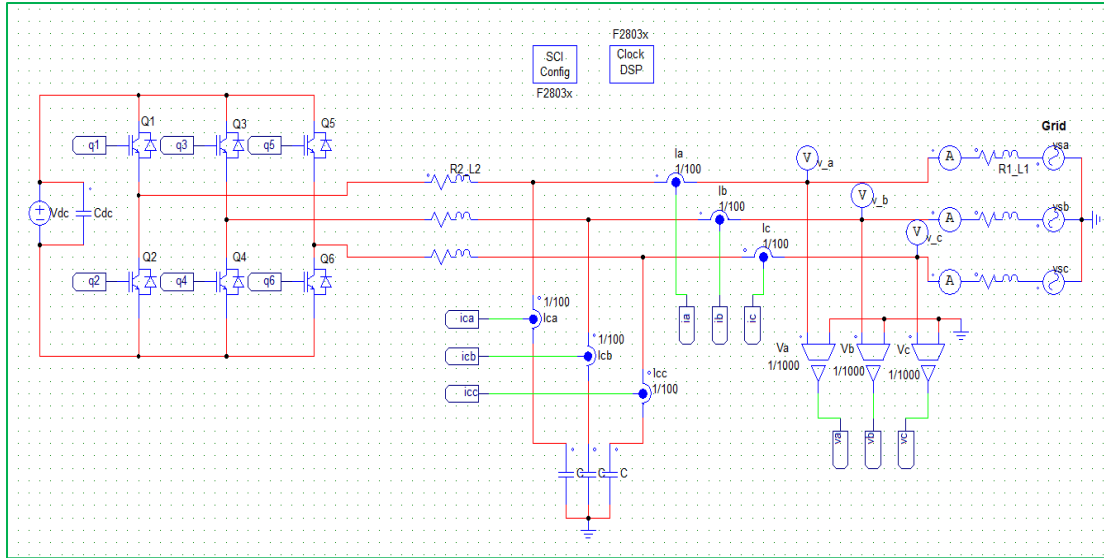 F2803x
SCI
Config
F2803x
Clock
DSP
Q1
Q3
Q5
q1
q3
q5
Vdc
Cdc
Q2
Q4
Q6
q2
q4
q6
R2_L2
Ia
1/100
Ib
1/100
Ic
1/100
V
v_a
V
v_b
V
v_c
Grid
A
R1_L1
vsa
A
vsb
A
vsc
ica
1/100
Ica
icb
1/100
Icb
icc
Icc
1/100
ia
ib
ic
Va
1/1000
Vb
1/1000
Vc
1/1000
va
vb
vc
C
C
C